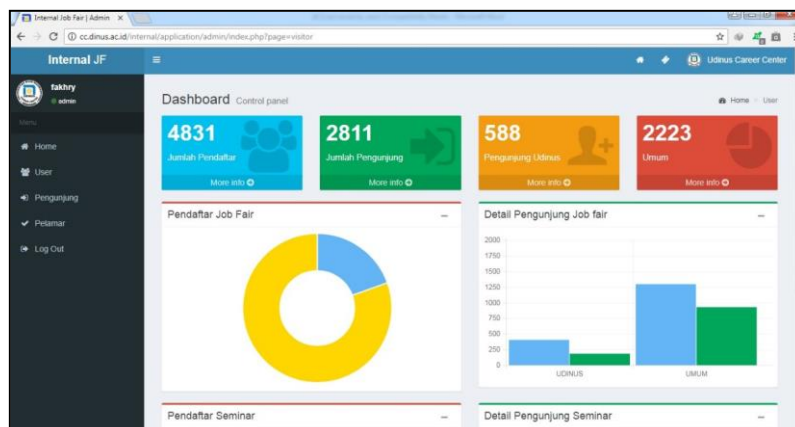 Internal Job Fair | Admin
cc.dinus.ac.id/internal/application/admin/index.php?page=visitor
Internal JF
Udinus Career Center
fakhry
admin
Menu
Home
User
Pengunjung
Pelamar
Log Out
Dashboard Control panel
Home > User
4831
Jumlah Pendaftar
More info
2811
Jumlah Pengunjung
More info
588
Pengunjung Udinus
More info
2223
Umum
More info
Pendaftar Job Fair
Detail Pengunjung Job fair
2000
1750
1500
1250
1000
750
500
250
0
UDINUS
UMUM
Pendaftar Seminar
Detail Pengunjung Seminar